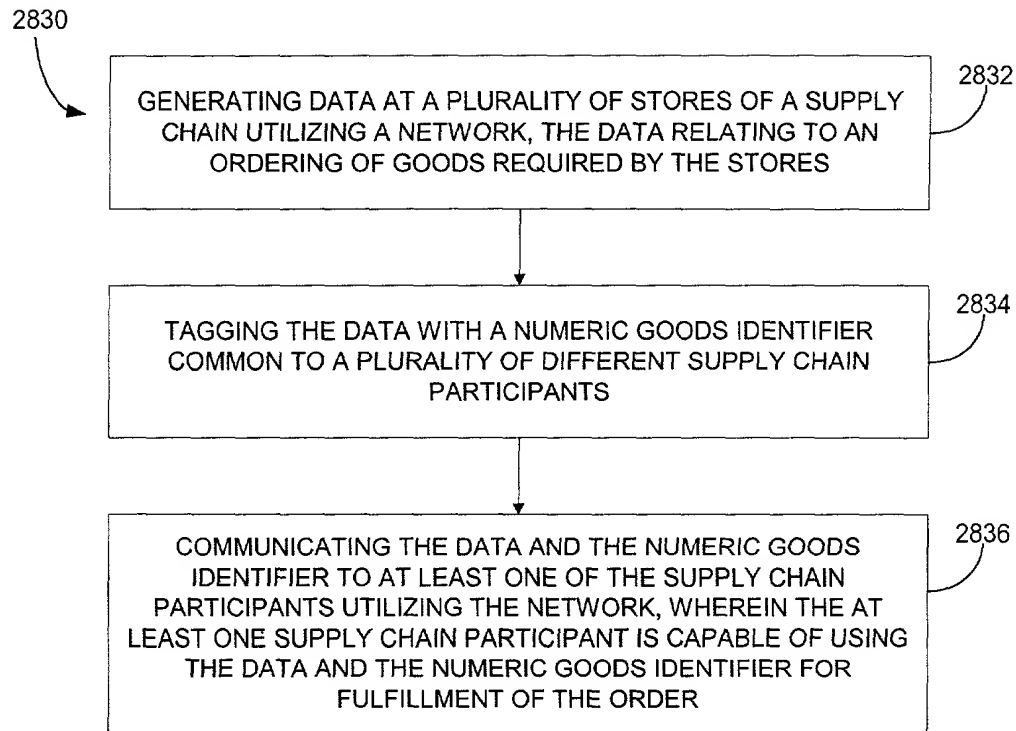 2830
2832
GENERATING DATA AT A PLURALITY OF STORES OF A SUPPLY
CHAIN UTILIZING A NETWORK, THE DATA RELATING TO AN
ORDERING OF GOODS REQUIRED BY THE STORES
2834
TAGGING THE DATA WITH A NUMERIC GOODS IDENTIFIER
COMMON TO A PLURALITY OF DIFFERENT SUPPLY CHAIN
PARTICIPANTS
2836
COMMUNICATING THE DATA AND THE NUMERIC GOODS
IDENTIFIER TO AT LEAST ONE OF THE SUPPLY CHAIN
PARTICIPANTS UTILIZING THE NETWORK, WHEREIN THE AT
LEAST ONE SUPPLY CHAIN PARTICIPANT IS CAPABLE OF USING
THE DATA AND THE NUMERIC GOODS IDENTIFIER FOR
FULFILLMENT OF THE ORDER